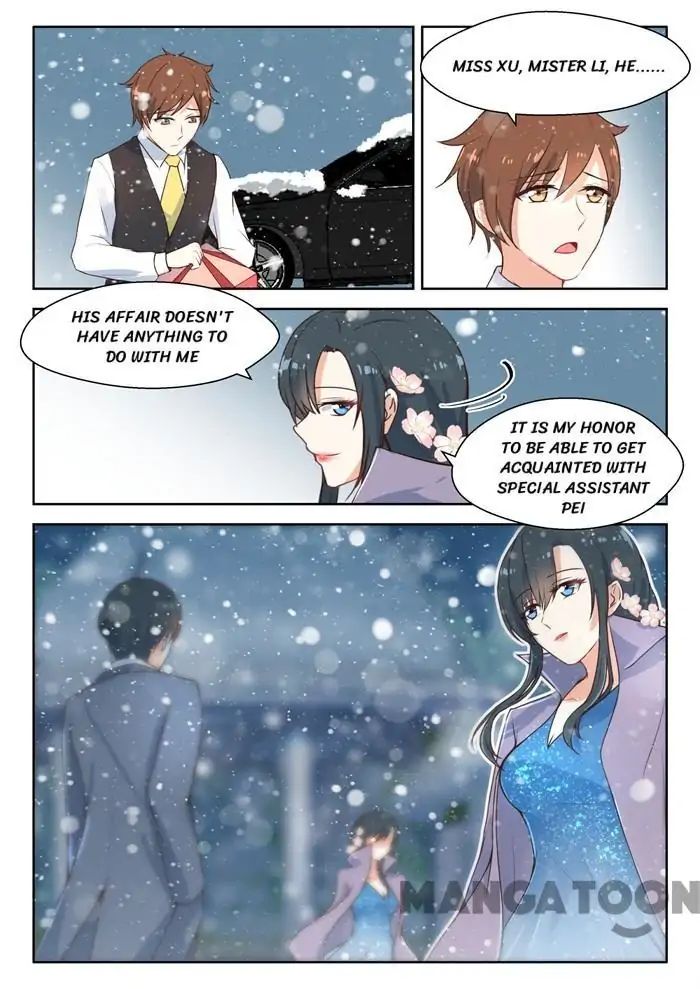 MISS XU, MISTER LI, HE......
HIS AFFAIR DOESN'T
HAVE ANYTHING TO
DO WITH ME
IT IS MY HONOR
TO BE ABLE TO GET
ACQUAINTED WITH
SPECIAL ASSISTANT
PEI
MANGATOON